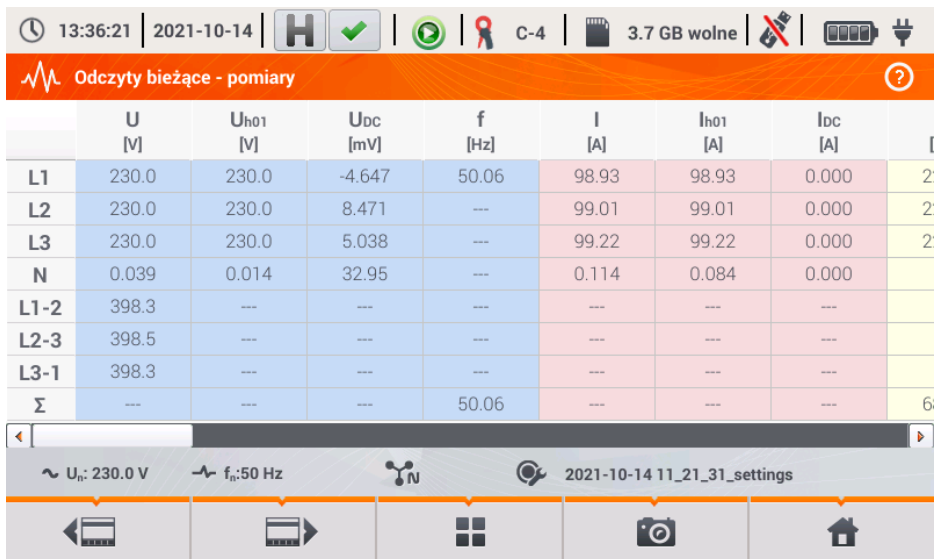 13:36:21 2021-10-14 H C-4 3.7 GB wolne
Odczyty bieżące - pomiary ?
U Uh01 UDC f I Ih01 IDC
[V] [V] [mV] [Hz] [A] [A] [A] [
L1 230.0 230.0 -4.647 50.06 98.93 98.93 0.000 2
L2 230.0 230.0 8.471 --- 99.01 99.01 0.000 2
L3 230.0 230.0 5.038 --- 99.22 99.22 0.000 2
N 0.039 0.014 32.95 --- 0.114 0.084 0.000
L1-2 398.3 --- --- --- --- --- ---
L2-3 398.5 --- --- --- --- --- ---
L3-1 398.3 --- --- --- --- --- ---
Σ --- --- --- 50.06 --- --- --- 6
Un: 230.0 V fn:50 Hz N 2021-10-14 11_21_31_settings